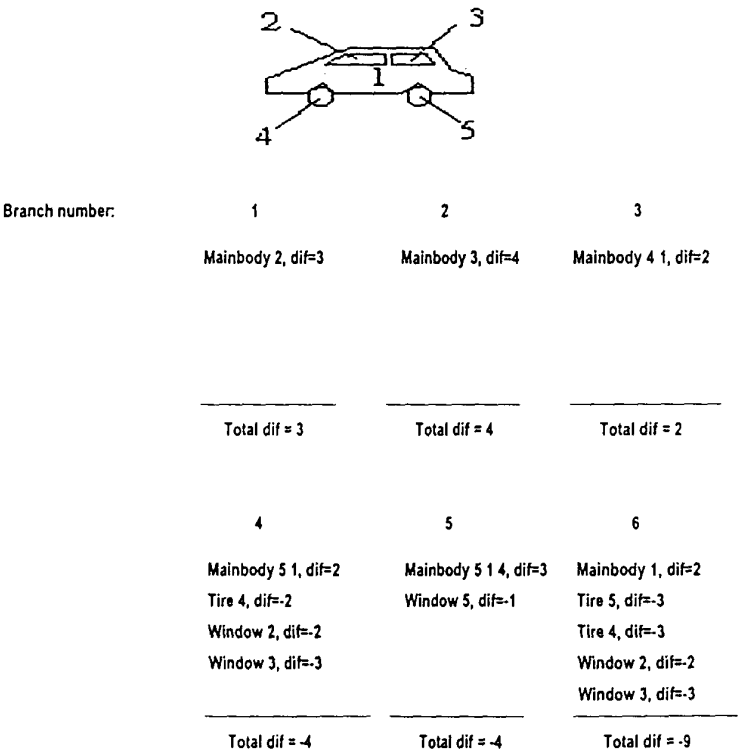 2 3
1
4 5
Branch number: 1 2 3
Mainbody 2, dif=3 Mainbody 3, dif=4 Mainbody 4 1, dif=2
Total dif = 3 Total dif = 4 Total dif = 2
4 5 6
Mainbody 5 1, dif=2 Mainbody 5 1 4, dif=3 Mainbody 1, dif=2
Tire 4, dif=-2 Window 5, dif=-1 Tire 5, dif=-3
Window 2, dif=-2 Tire 4, dif=-3
Window 3, dif=-3 Window 2, dif=-2
Window 3, dif=-3
Total dif = -4 Total dif = -4 Total dif = -9